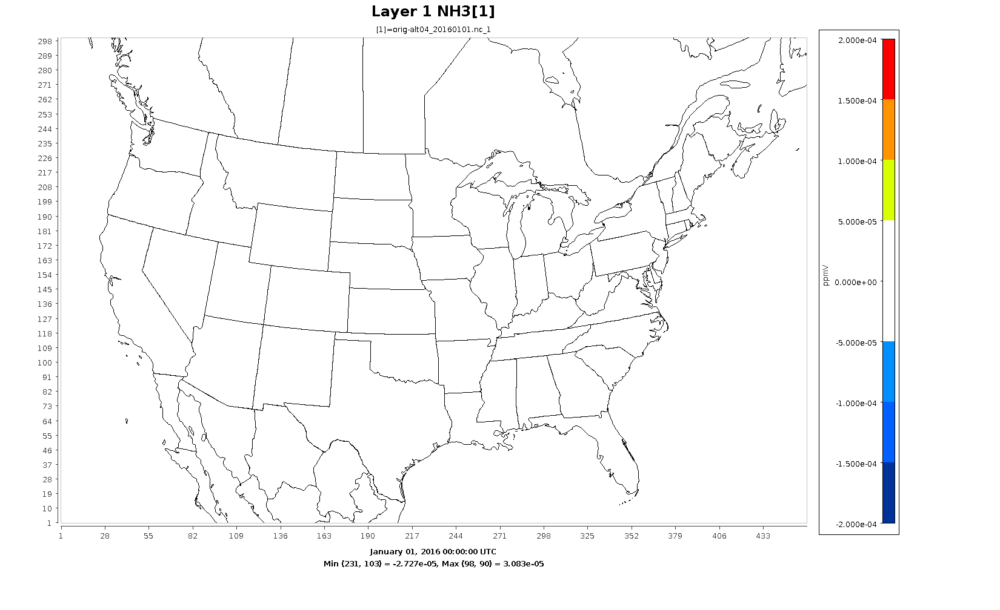 Layer 1 NH3[1]
[1]=orig-alt04_20160101.nc_1
298
289
280
271
262
253
244
235
226
217
208
199
190
181
172
163
154
145
136
127
118
109
100
91
82
73
64
55
46
37
28
19
10
1
1 28 55 82 109 136 163 190 217 244 271 298 325 352 379 406 433
January 01, 2016 00:00:00 UTC
Min (231, 103) = -2.727e-05, Max (98, 90) = 3.083e-05
ppmV
2.000e-04
1.500e-04
1.000e-04
5.000e-05
0.000e+00
-5.000e-05
-1.000e-04
-1.500e-04
-2.000e-04